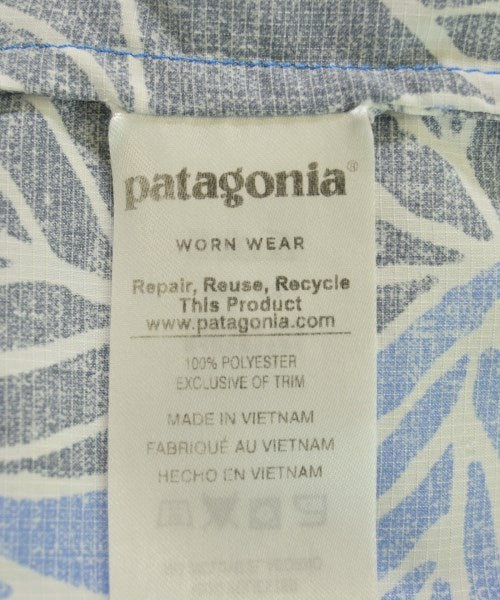 patagonia®
WORN WEAR
Repair, Reuse, Recycle
This Product
www.patagonia.com
100% POLYESTER
EXCLUSIVE OF TRIM
MADE IN VIETNAM
FABRIQUÉ AU VIETNAM
HECHO EN VIETNAM